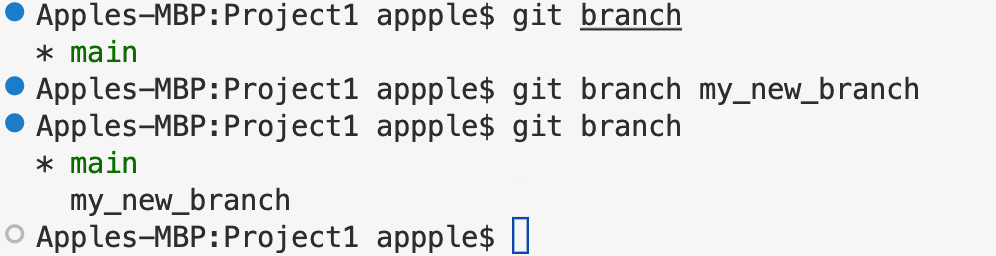 Apples-MBP:Project1 appple$ git branch
* main
Apples-MBP:Project1 appple$ git branch my_new_branch
Apples-MBP:Project1 appple$ git branch
* main
my_new_branch
Apples-MBP:Project1 appple$